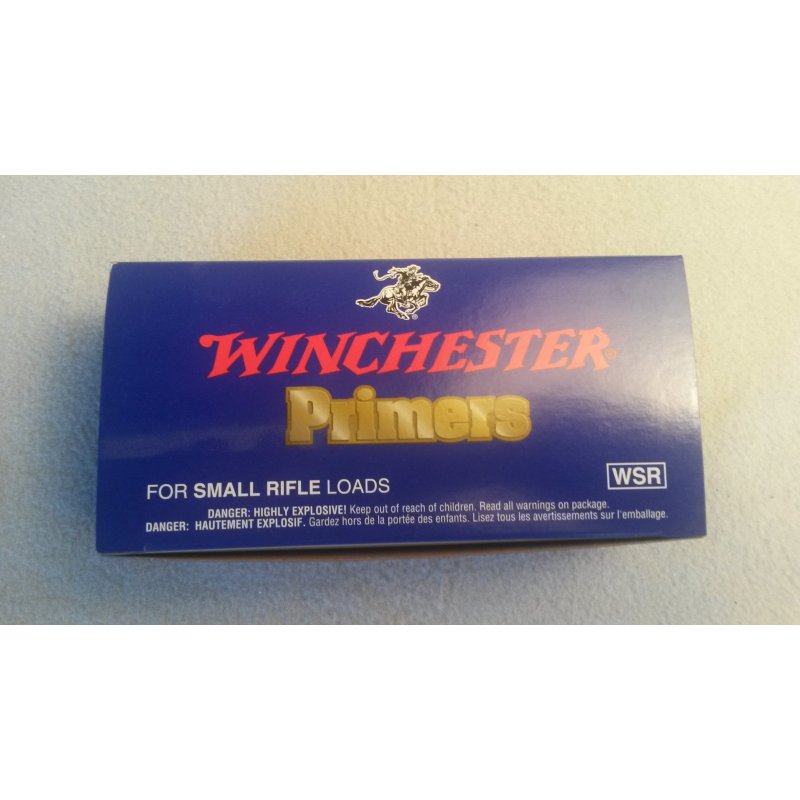 WINCHESTER®
Primers
FOR SMALL RIFLE LOADS
WSR
DANGER: HIGHLY EXPLOSIVE! Keep out of reach of children. Read all warnings on package.
DANGER: HAUTEMENT EXPLOSIF. Gardez hors de la portée des enfants. Lisez tous les avertissements sur l'emballage.